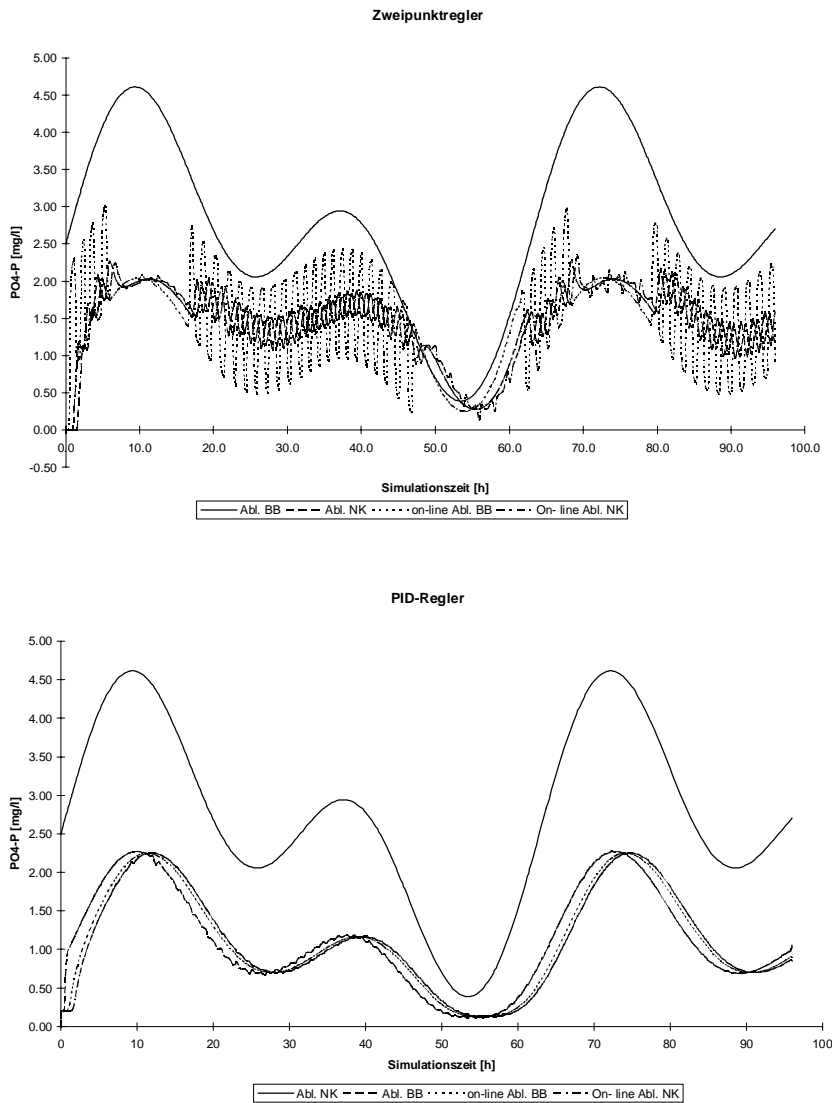 Zweipunktregler
5.00
4.50
4.00
3.50
3.00
2.50
2.00
1.50
1.00
0.50
0.00
-0.50
PO4-P [mg/l]
0.0 10.0 20.0 30.0 40.0 50.0 60.0 70.0 80.0 90.0 100.0
Simulationszeit [h]
Abl. BB Abl. NK on-line Abl. BB On- line Abl. NK
PID-Regler
5.00
4.50
4.00
3.50
3.00
2.50
2.00
1.50
1.00
0.50
0.00
PO4-P [mg/l]
0 10 20 30 40 50 60 70 80 90 100
Simulationszeit [h]
Abl. NK Abl. BB on-line Abl. BB On- line Abl. NK